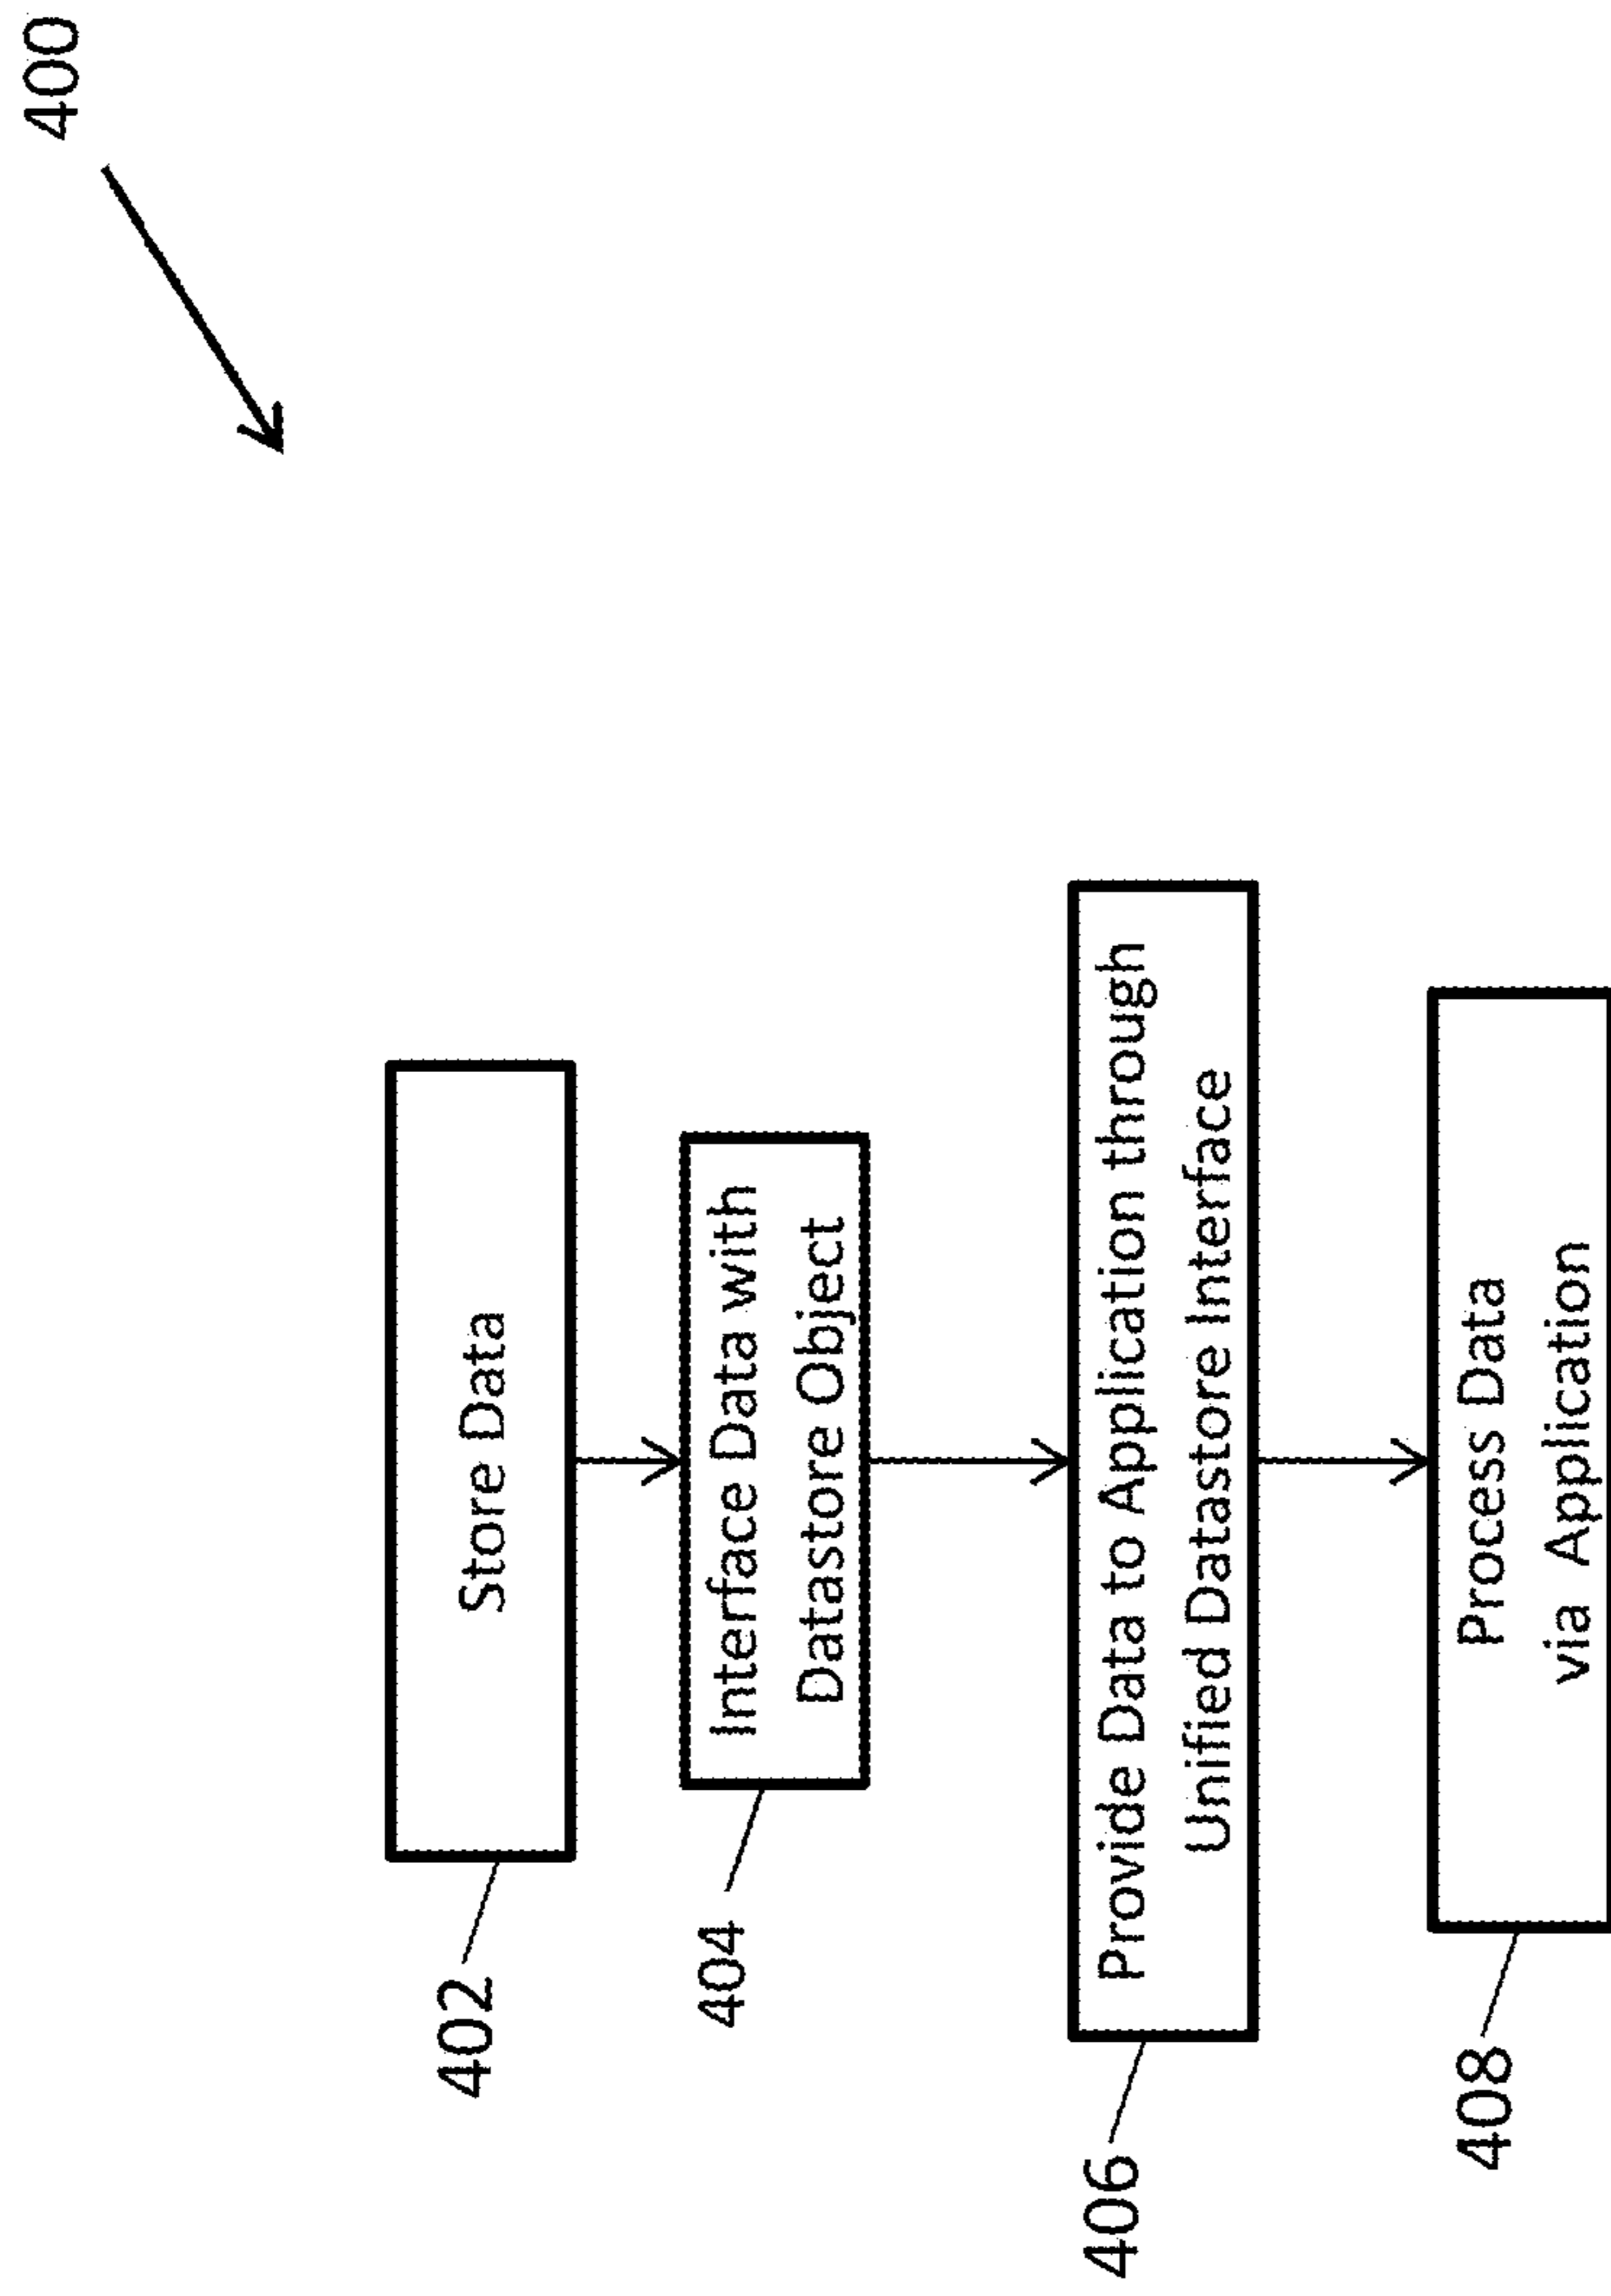 400
402
Store Data
404
Interface Data with
Datastore Object
406
Provide Data to Application through
Unified Datastore Interface
408
Process Data
via Application